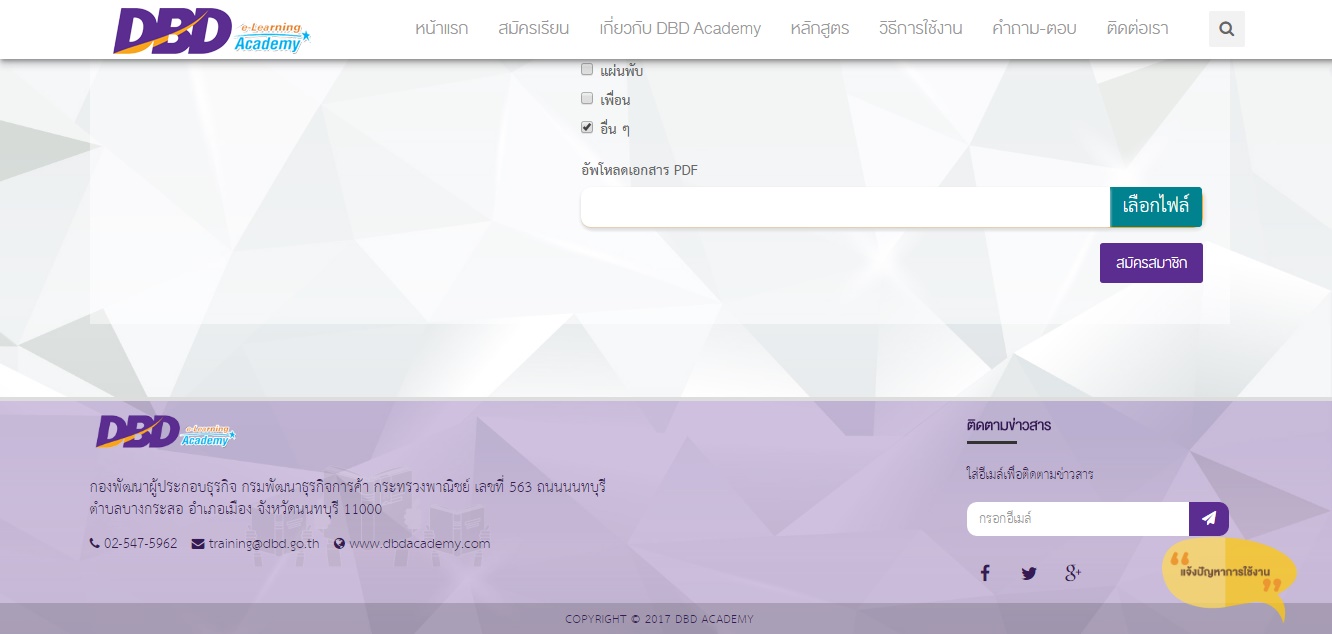 DBD e-Learning Academy
หน้าแรก สมัครเรียน เกี่ยวกับ DBD Academy หลักสูตร วิธีการใช้งาน คำถาม-ตอบ ติดต่อเรา
แผ่นพับ
เพื่อน
อื่น ๆ
อัพโหลดเอกสาร PDF
เลือกไฟล์
สมัครสมาชิก
DBD e-Learning Academy
กองพัฒนาผู้ประกอบธุรกิจ กรมพัฒนาธุรกิจการค้า กระทรวงพาณิชย์ เลขที่ 563 ถนนนนทบุรี
ตำบลบางกระสอ อำเภอเมือง จังหวัดนนทบุรี 11000
02-547-5962 training@dbd.go.th www.dbdacademy.com
ติดตามข่าวสาร
ใส่อีเมล์เพื่อติดตามข่าวสาร
กรอกอีเมล์
แจ้งปัญหาการใช้งาน
COPYRIGHT © 2017 DBD ACADEMY